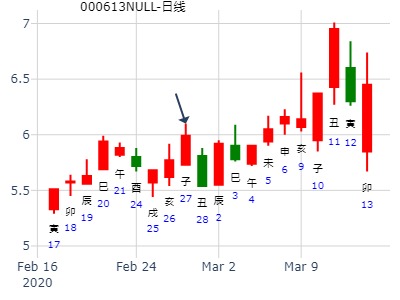 000613NULL-日线
7
6.5
6
5.5
5
寅
17
卯
18
辰
19
巳
20
午
21
酉
24
戌
25
亥
26
子
27
丑
28
辰
2
巳
3
午
4
未
5
申
6
亥
9
子
10
丑
11
寅
12
卯
13
Feb 16
2020
Feb 24
Mar 2
Mar 9